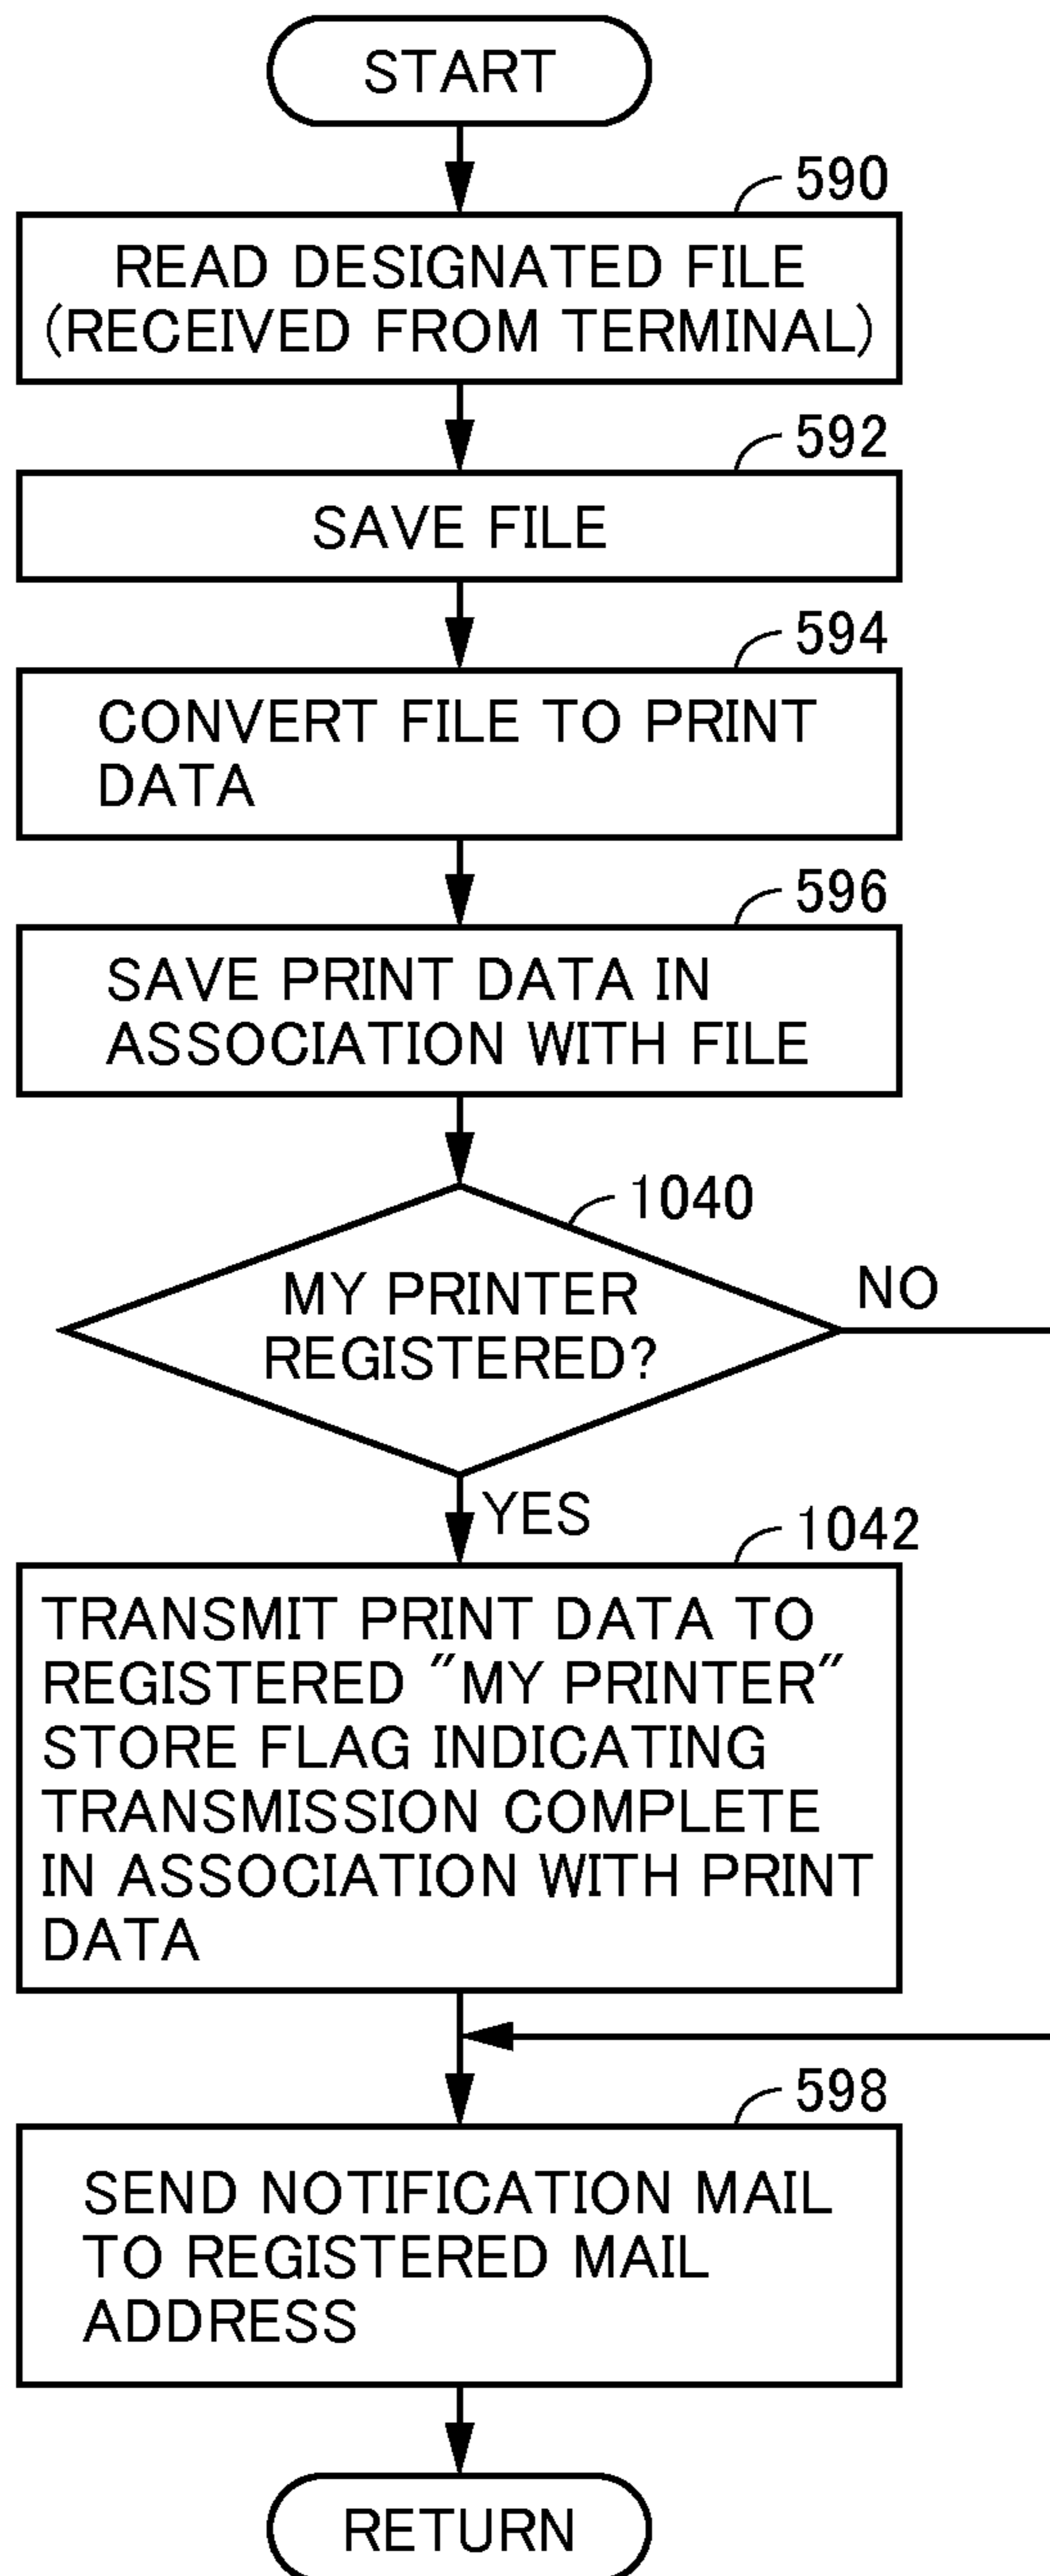 START
590
READ DESIGNATED FILE
(RECEIVED FROM TERMINAL)
592
SAVE FILE
594
CONVERT FILE TO PRINT
DATA
596
SAVE PRINT DATA IN
ASSOCIATION WITH FILE
1040
MY PRINTER
REGISTERED?
NO
YES
1042
TRANSMIT PRINT DATA TO
REGISTERED "MY PRINTER"
STORE FLAG INDICATING
TRANSMISSION COMPLETE
IN ASSOCIATION WITH PRINT
DATA
598
SEND NOTIFICATION MAIL
TO REGISTERED MAIL
ADDRESS
RETURN